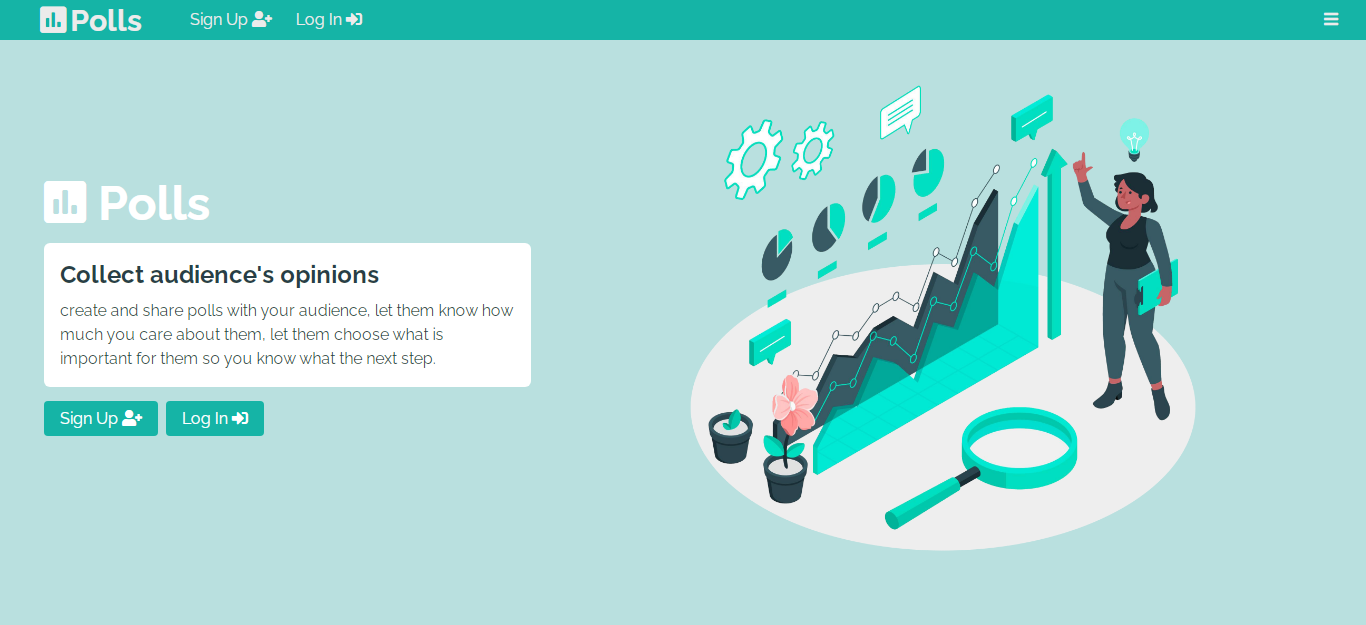 Polls
Sign Up
Log In
Polls
Collect audience's opinions
create and share polls with your audience, let them know how
much you care about them, let them choose what is
important for them so you know what the next step.
Sign Up
Log In